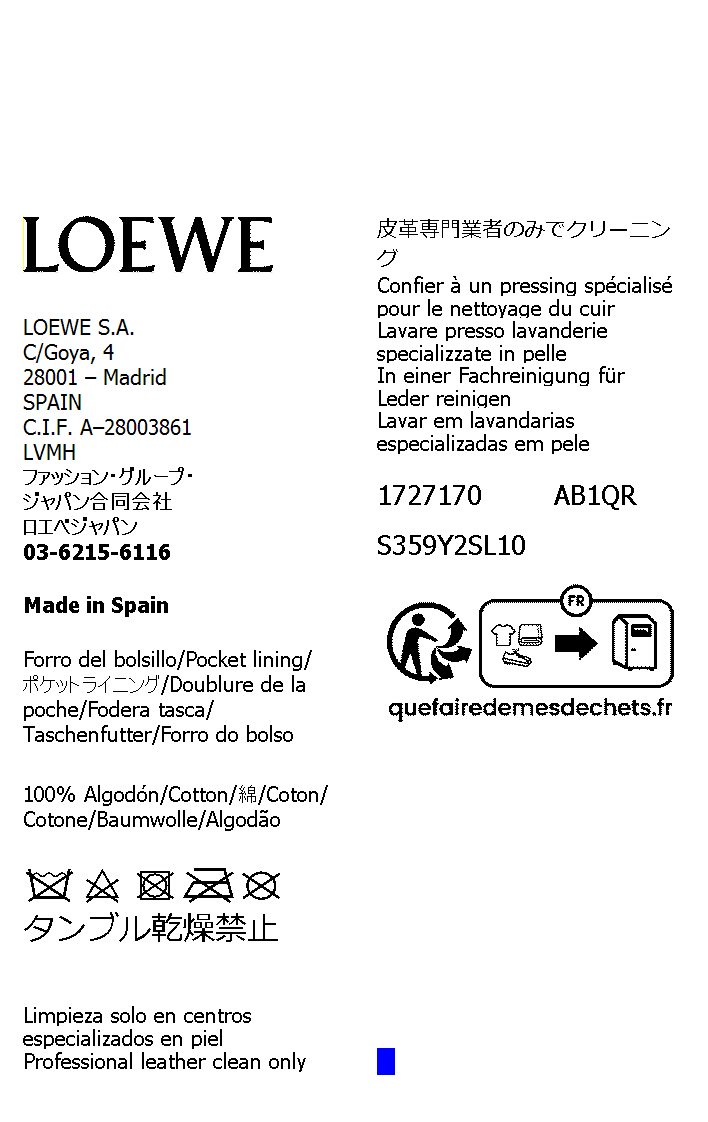 LOEWE
LOEWE S.A.
C/Goya, 4
28001 – Madrid
SPAIN
C.I.F. A–28003861
LVMH
ファッション・グループ・
ジャパン合同会社
ロエベジャパン
03-6215-6116
Made in Spain
Forro del bolsillo/Pocket lining/
ポケットライニング/Doublure de la
poche/Fodera tasca/
Taschenfutter/Forro do bolso
100% Algodón/Cotton/綿/Coton/
Cotone/Baumwolle/Algodão
タンブル乾燥禁止
Limpieza solo en centros
especializados en piel
Professional leather clean only
皮革専門業者のみでクリーニン
グ
Confier à un pressing spécialisé
pour le nettoyage du cuir
Lavare presso lavanderie
specializzate in pelle
In einer Fachreinigung für
Leder reinigen
Lavar em lavandarias
especializadas em pele
1727170 AB1QR
S359Y2SL10
FR
quefairedemesdechets.fr